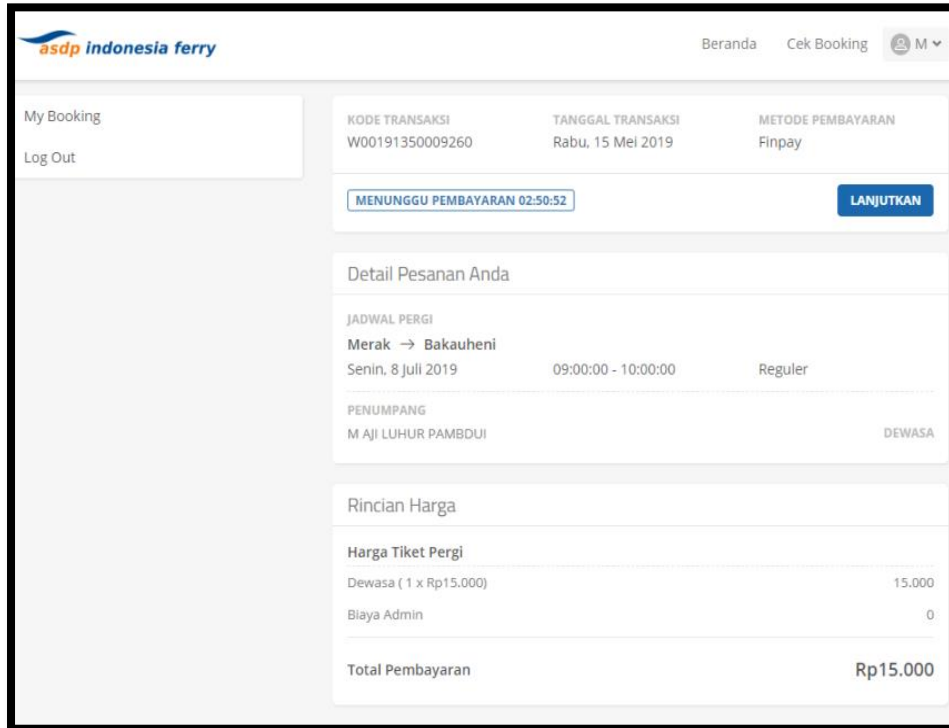 asdp indonesia ferry
Beranda Cek Booking M
My Booking
Log Out
KODE TRANSAKSI TANGGAL TRANSAKSI METODE PEMBAYARAN
W00191350009260 Rabu, 15 Mei 2019 Finpay
MENUNGGU PEMBAYARAN 02:50:52 LANJUTKAN
Detail Pesanan Anda
JADWAL PERGI
Merak → Bakauheni
Senin, 8 Juli 2019 09:00:00 - 10:00:00 Reguler
PENUMPANG
M AJI LUHUR PAMBDUI DEWASA
Rincian Harga
Harga Tiket Pergi
Dewasa ( 1 x Rp15.000) 15.000
Biaya Admin 0
Total Pembayaran Rp15.000